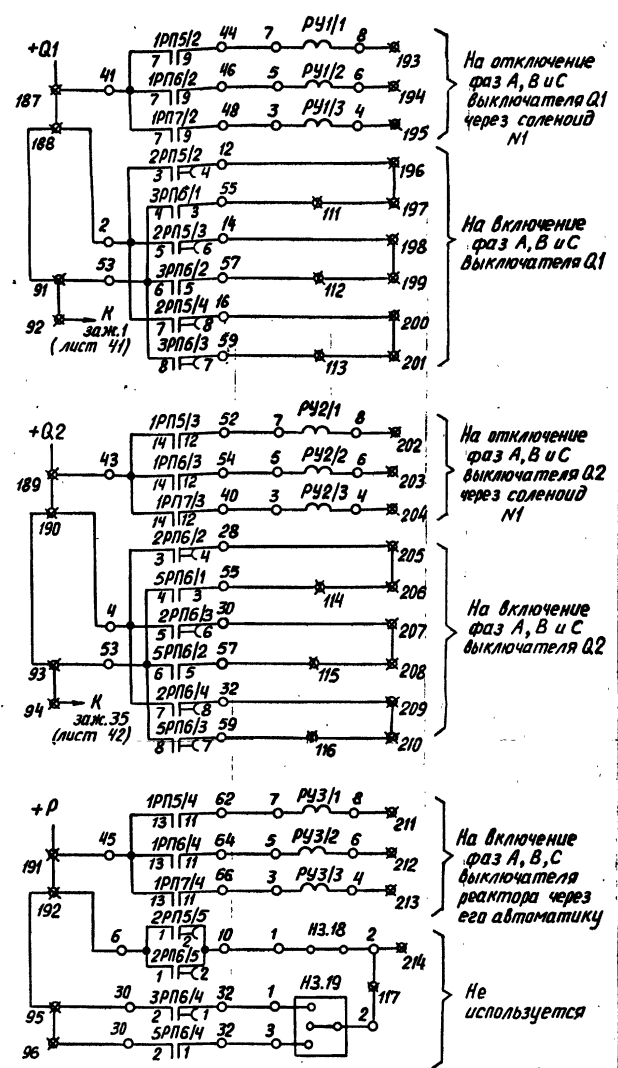 +Q1
187
41
1РП5/2 44 7 РУ1/1 8
7 9 193
1РП6/2 46 5 РУ1/2 6
7 9 194
1РП7/2 48 3 РУ1/3 4
7 9 195
На отключение
фаз А, В и С
выключателя Q1
через соленоид
N1
188
2РП5/2 12
3 4 196
3РП6/1 55
4 3 111 197
2
2РП5/3 14
5 6 198
53
3РП6/2 57
6 5 112 199
91
2РП5/4 16
7 8 200
3РП6/3 59
8 7 113 201
92
К
заж.1
(лист 41)
На включение
фаз А, В и С
выключателя Q1
+Q2
189
43
1РП5/3 52 7 РУ2/1 8
14 12 202
1РП6/3 54 5 РУ2/2 6
14 12 203
1РП7/3 40 3 РУ2/3 4
14 12 204
На отключение
фаз А, В и С
выключателя Q2
через соленоид
N1
190
2РП6/2 28
3 4 205
5РП6/1 55
4 3 114 206
4
2РП6/3 30
5 6 207
53
5РП6/2 57
6 5 115 208
93
2РП6/4 32
7 8 209
5РП6/3 59
8 7 116 210
94
К
заж.35
(лист 42)
На включение
фаз А, В и С
выключателя Q2
+Р
191
45
1РП5/4 62 7 РУ3/1 8
13 11 211
1РП6/4 64 5 РУ3/2 6
13 11 212
1РП7/4 66 3 РУ3/3 4
13 11 213
На включение
фаз А, В, С
выключателя
реактора через
его автоматику
192
2РП5/5
6 1 2 10 1 НЗ.18 2
214
2РП6/5
1 2
НЗ.19
117
95
30 3РП6/4 32 1
2 1
2
96
30 5РП6/4 32 3
2 1
Не
используется